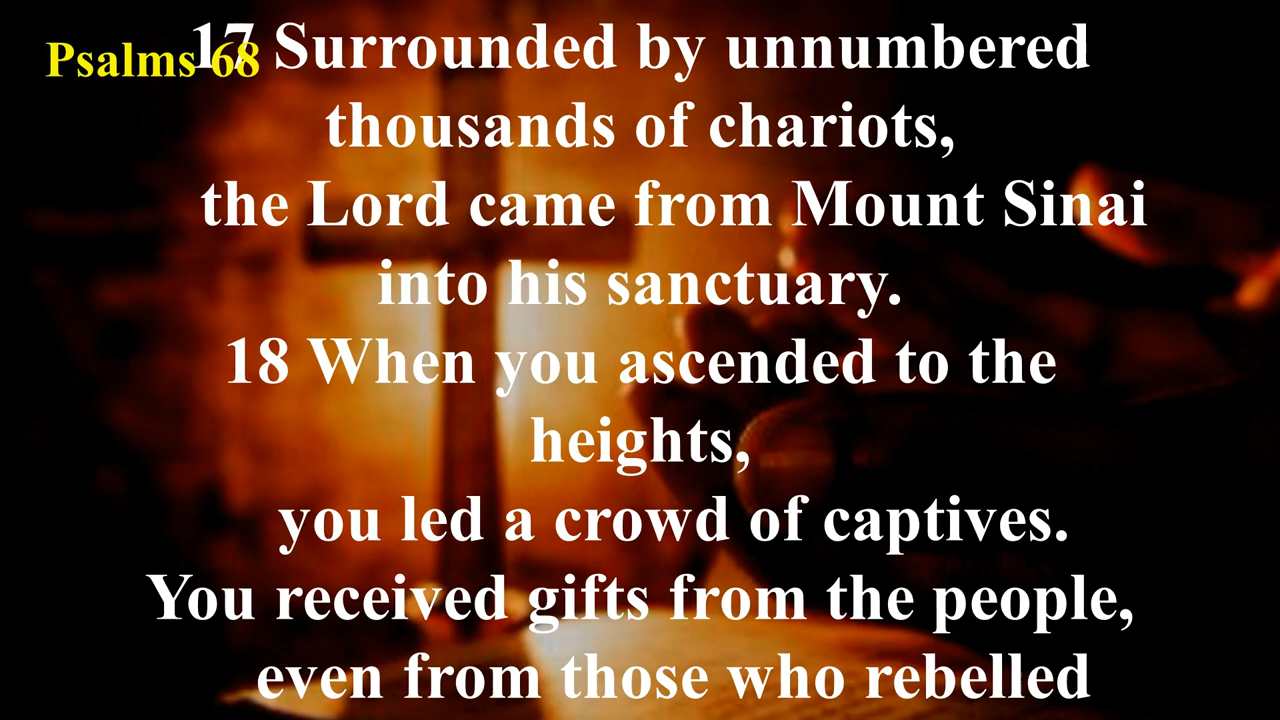 Psalms 68
17 Surrounded by unnumbered
thousands of chariots,
the Lord came from Mount Sinai
into his sanctuary.
18 When you ascended to the
heights,
you led a crowd of captives.
You received gifts from the people,
even from those who rebelled